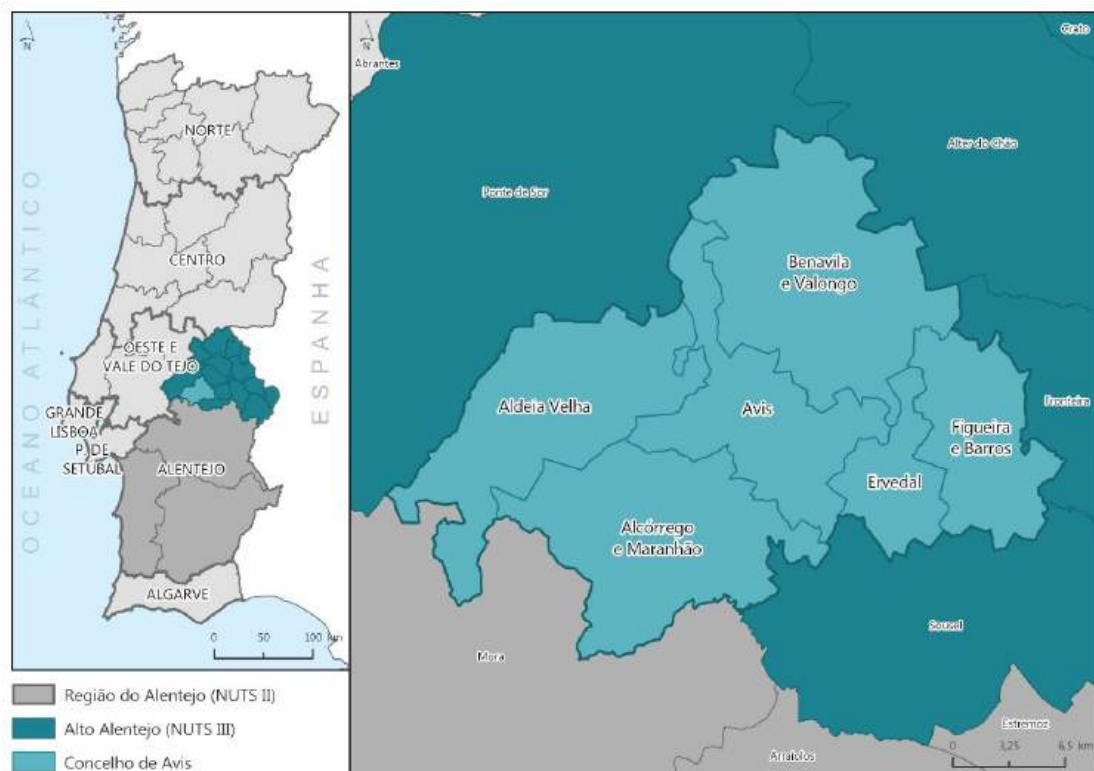 N
NORTE
CENTRO
OESTE E
VALE DO TEJO
GRANDE
LISBOA
P. DE
SETÚBAL
ALENTEJO
ALGARVE
OCEANO ATLÂNTICO
ESPANHA
0 50 100 km
N
Abrantes
Crato
Alter do Chão
Ponte de Sor
Benavila
e Valongo
Aldeia Velha
Avis
Figueira
e Barros
Fronteira
Ervedal
Alcórrego
e Maranhão
Sousel
Mora
Estremoz
Arraiolos
0 3,25 6,5 km
Região do Alentejo (NUTS II)
Alto Alentejo (NUTS III)
Concelho de Avis